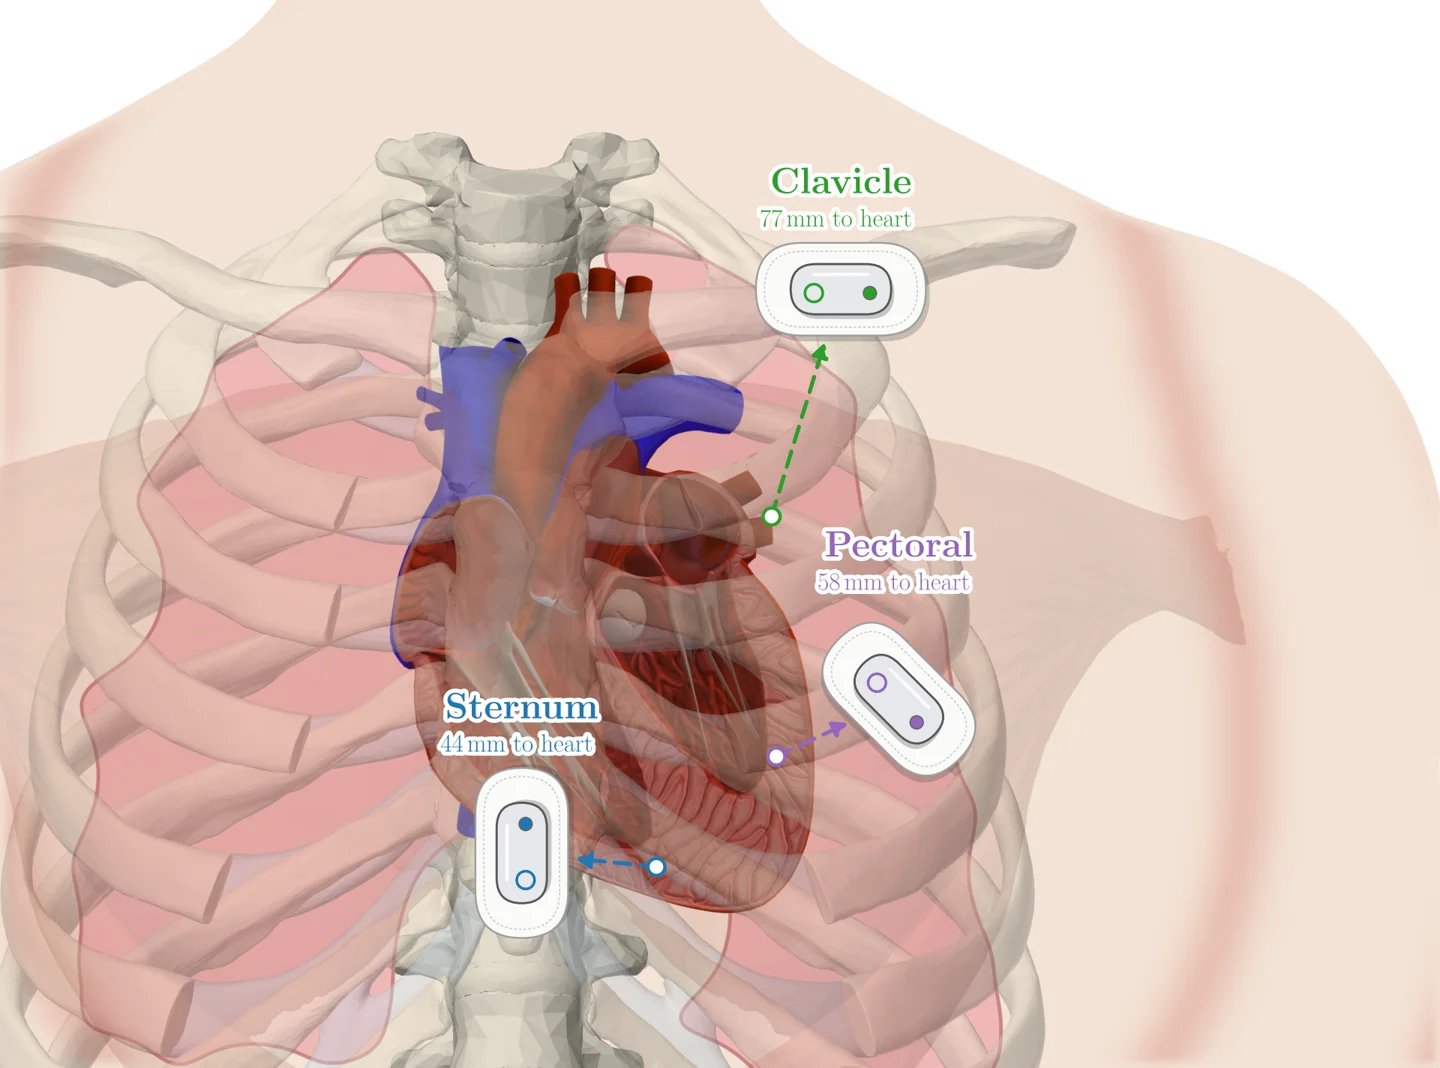 Clavicle
77 mm to heart
Pectoral
58 mm to heart
Sternum
44 mm to heart